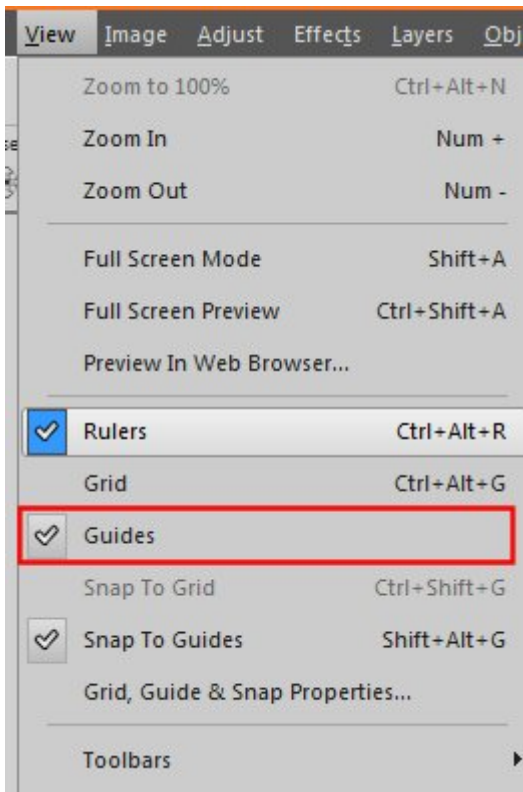 View Image Adjust Effects Layers Obj
Zoom to 100% Ctrl+Alt+N
Zoom In Num +
Zoom Out Num -
Full Screen Mode Shift+A
Full Screen Preview Ctrl+Shift+A
Preview In Web Browser...
Rulers Ctrl+Alt+R
Grid Ctrl+Alt+G
Guides
Snap To Grid Ctrl+Shift+G
Snap To Guides Shift+Alt+G
Grid, Guide & Snap Properties...
Toolbars